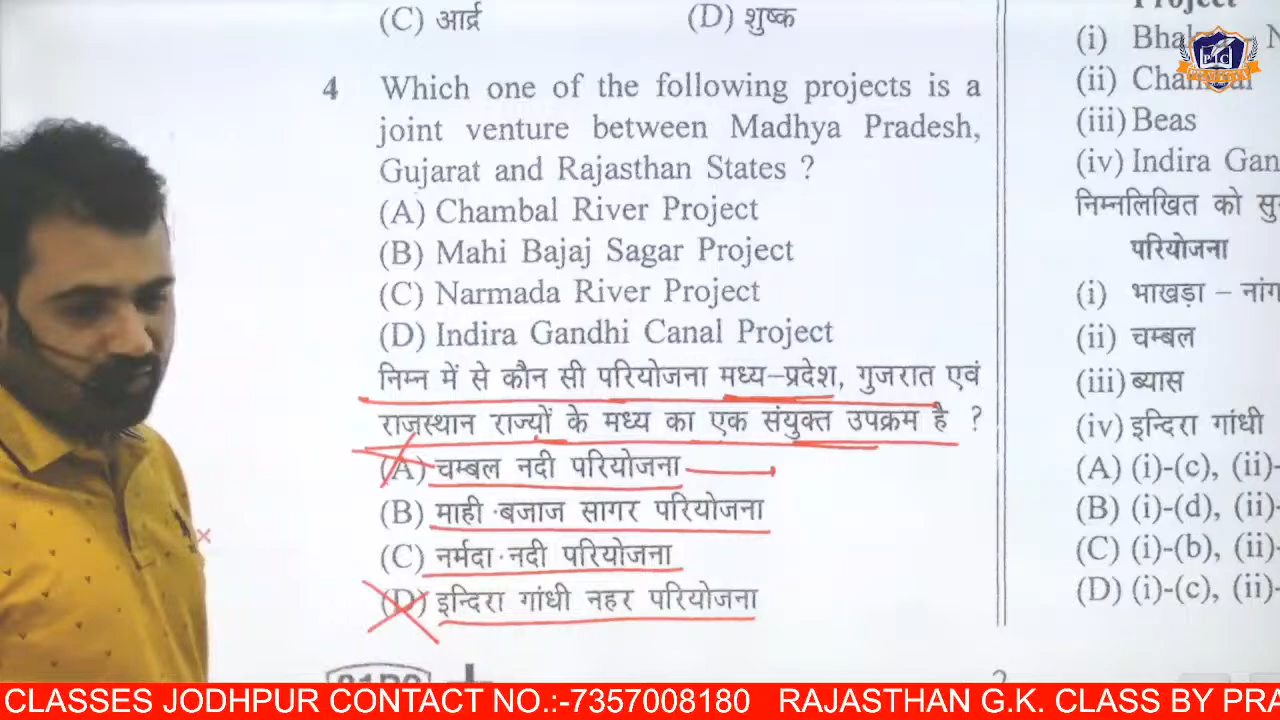 (C) आर्द्र
(D) शुष्क
4 Which one of the following projects is a
joint venture between Madhya Pradesh,
Gujarat and Rajasthan States ?
(A) Chambal River Project
(B) Mahi Bajaj Sagar Project
(C) Narmada River Project
(D) Indira Gandhi Canal Project
निम्न में से कौन सी परियोजना मध्य–प्रदेश, गुजरात एवं
राजस्थान राज्यों के मध्य का एक संयुक्त उपक्रम है ?
(A) चम्बल नदी परियोजना
(B) माही बजाज सागर परियोजना
(C) नर्मदा नदी परियोजना
(D) इन्दिरा गांधी नहर परियोजना
Project
(i)
(ii)
(iii) Beas
(iv) Indira
निम्नलिखित को
परियोजना
(i) भाखड़ा –
(ii) चम्बल
(iii) ब्यास
(iv) इन्दिरा गांधी
(A) (i)-(c), (ii)-
(B) (i)-(d), (ii)-
(C) (i)-(b), (ii)-
(D) (i)-(c), (ii)-
CLASSES JODHPUR CONTACT NO.:-7357008180 RAJASTHAN G.K. CLASS BY